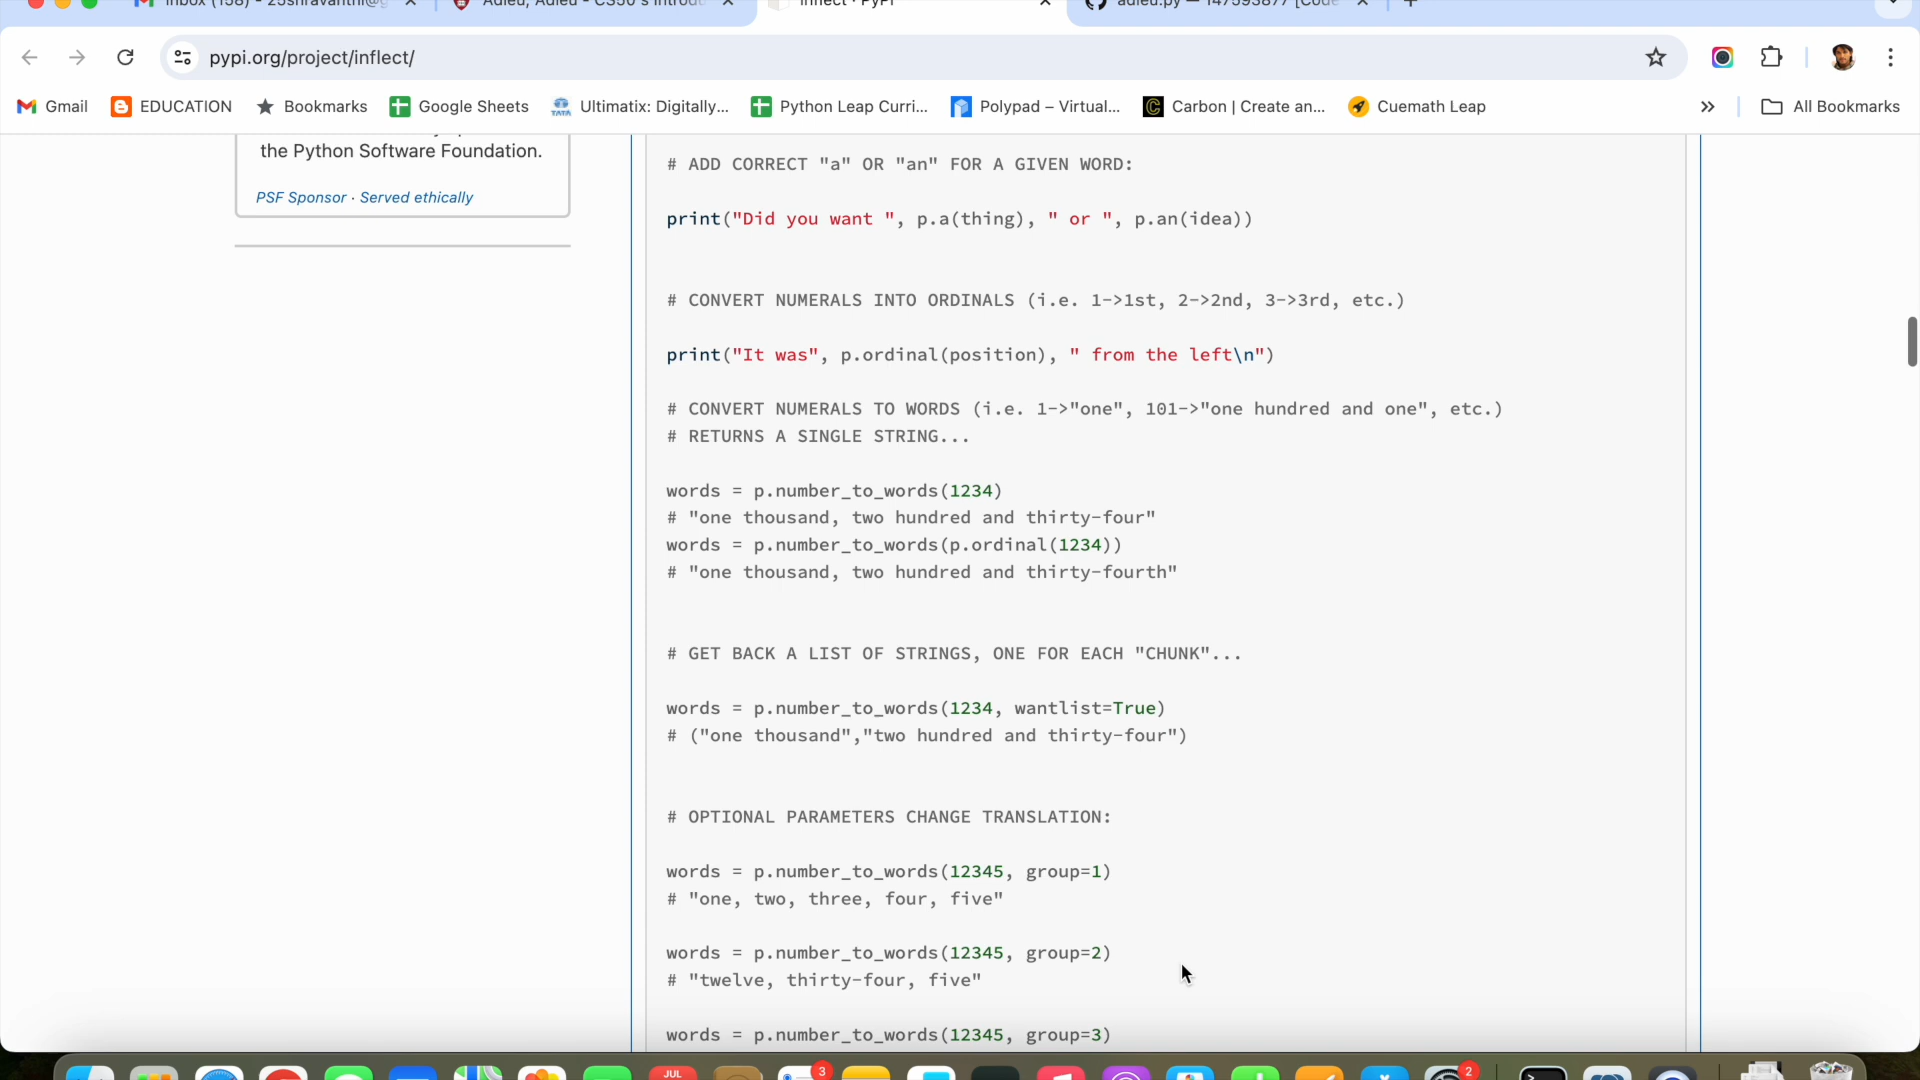 pypi.org/project/inflect/
Gmail EDUCATION Bookmarks Google Sheets Ultimatix: Digitally... Python Leap Curri... Polypad – Virtual... Carbon | Create an... Cuemath Leap » All Bookmarks
the Python Software Foundation.
PSF Sponsor · Served ethically
# ADD CORRECT "a" OR "an" FOR A GIVEN WORD:
print("Did you want ", p.a(thing), " or ", p.an(idea))
# CONVERT NUMERALS INTO ORDINALS (i.e. 1->1st, 2->2nd, 3->3rd, etc.)
print("It was", p.ordinal(position), " from the left\n")
# CONVERT NUMERALS TO WORDS (i.e. 1->"one", 101->"one hundred and one", etc.)
# RETURNS A SINGLE STRING...
words = p.number_to_words(1234)
# "one thousand, two hundred and thirty-four"
words = p.number_to_words(p.ordinal(1234))
# "one thousand, two hundred and thirty-fourth"
# GET BACK A LIST OF STRINGS, ONE FOR EACH "CHUNK"...
words = p.number_to_words(1234, wantlist=True)
# ("one thousand","two hundred and thirty-four")
# OPTIONAL PARAMETERS CHANGE TRANSLATION:
words = p.number_to_words(12345, group=1)
# "one, two, three, four, five"
words = p.number_to_words(12345, group=2)
# "twelve, thirty-four, five"
words = p.number_to_words(12345, group=3)
JUL 3 2